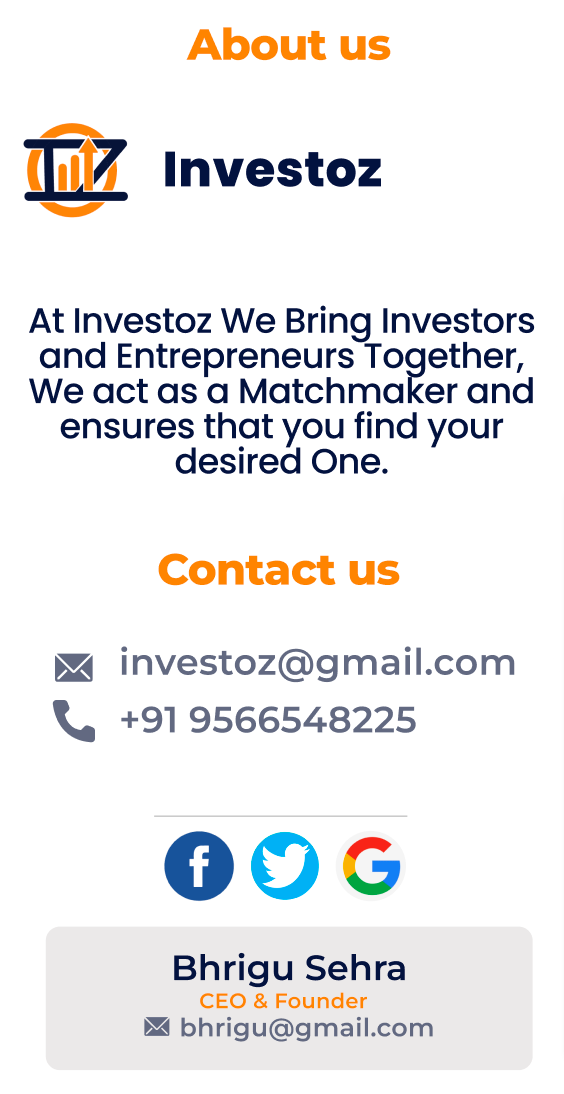 About us
Investoz
At Investoz We Bring Investors
and Entrepreneurs Together,
We act as a Matchmaker and
ensures that you find your
desired One.
Contact us
investoz@gmail.com
+91 9566548225
Bhrigu Sehra
CEO & Founder
bhrigu@gmail.com